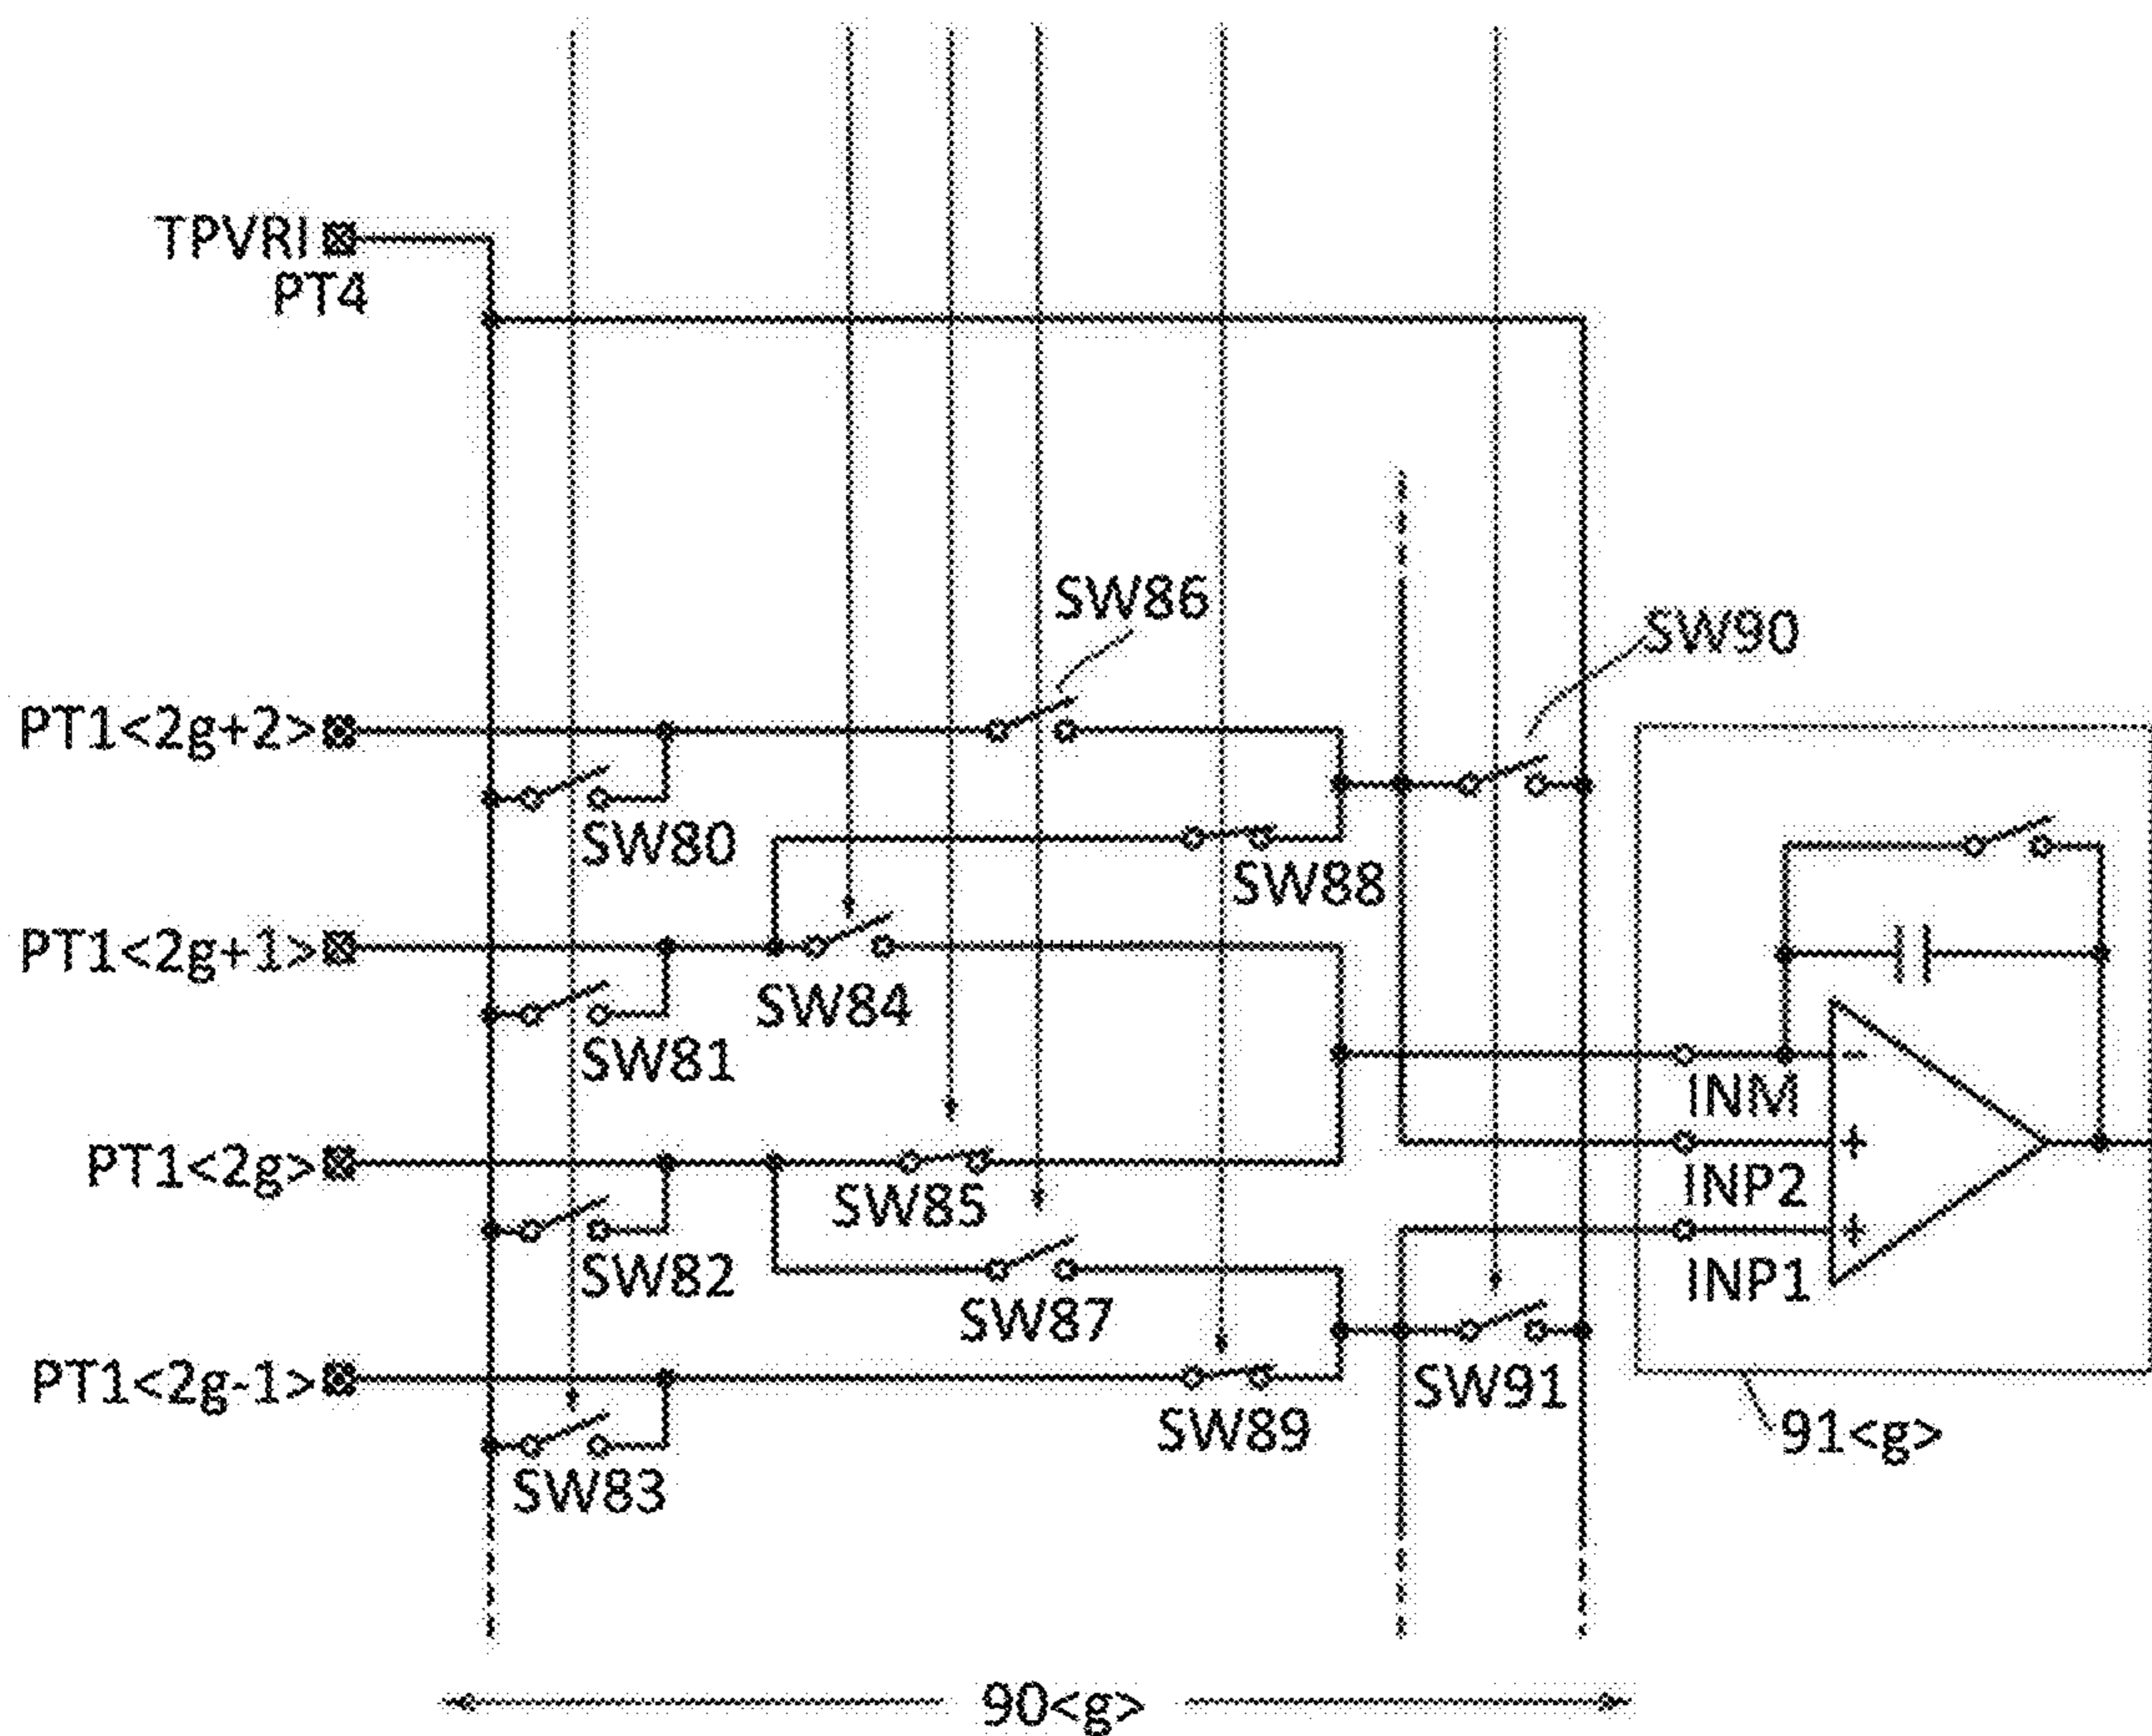 TPVRI
PT4
SW86
SW90
PT1<2g+2>
SW80
SW88
PT1<2g+1>
SW84
SW81
INM
PT1<2g>
SW85
INP2
SW82
INP1
SW87
PT1<2g-1>
SW91
SW89
91<g>
SW83
90<g>